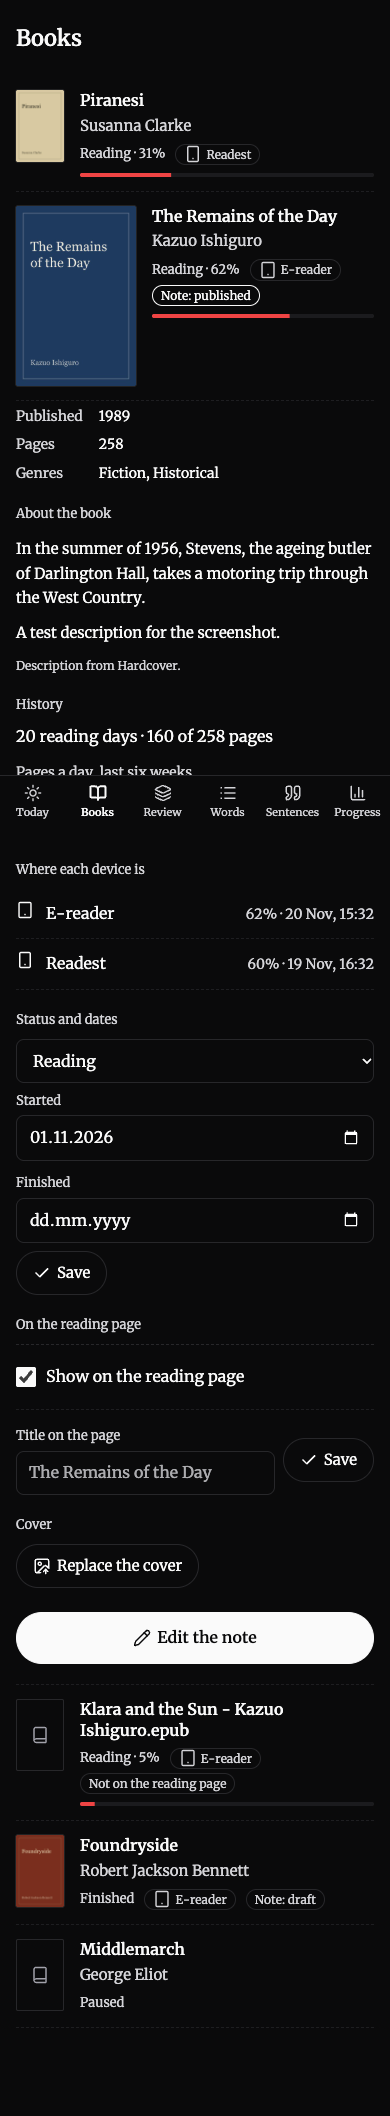 Books
Piranesi
Piranesi
Susanna Clarke
Reading · 31% Readest
The Remains of the Day
The Remains
of the Day
Kazuo Ishiguro
Reading · 62% E-reader
Note: published
Kazuo Ishiguro
Published 1989
Pages 258
Genres Fiction, Historical
About the book
In the summer of 1956, Stevens, the ageing butler
of Darlington Hall, takes a motoring trip through
the West Country.
A test description for the screenshot.
Description from Hardcover.
History
20 reading days · 160 of 258 pages
Pages a day, last six weeks
Today Books Review Words Sentences Progress
Where each device is
E-reader 62% · 20 Nov, 15:32
Readest 60% · 19 Nov, 16:32
Status and dates
Reading
Started
01.11.2026
Finished
dd.mm.yyyy
Save
On the reading page
Show on the reading page
Title on the page
The Remains of the Day
Save
Cover
Replace the cover
Edit the note
Klara and the Sun - Kazuo
Ishiguro.epub
Reading · 5% E-reader
Not on the reading page
Foundryside
Foundryside
Robert Jackson Bennett
Finished E-reader Note: draft
Middlemarch
George Eliot
Paused